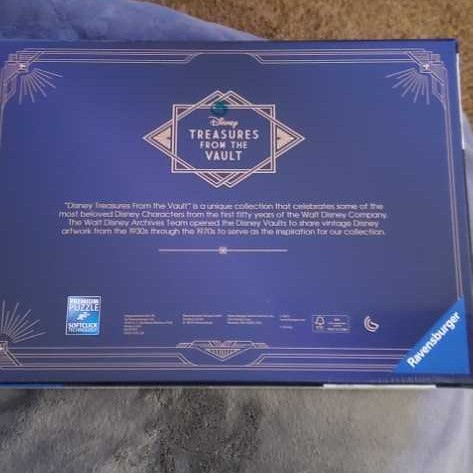 Disney
TREASURES
FROM THE
VAULT
"Disney Treasures From the Vault" is a unique collection that celebrates some of the
most beloved Disney Characters from the first fifty years of the Walt Disney Company.
The Walt Disney Archives Team opened the Disney Vaults to share vintage Disney
artwork from the 1930s through the 1970s to serve as the inspiration for our collection.
PREMIUM
PUZZLE
SOFTCLICK
TECHNOLOGY
Ravensburger